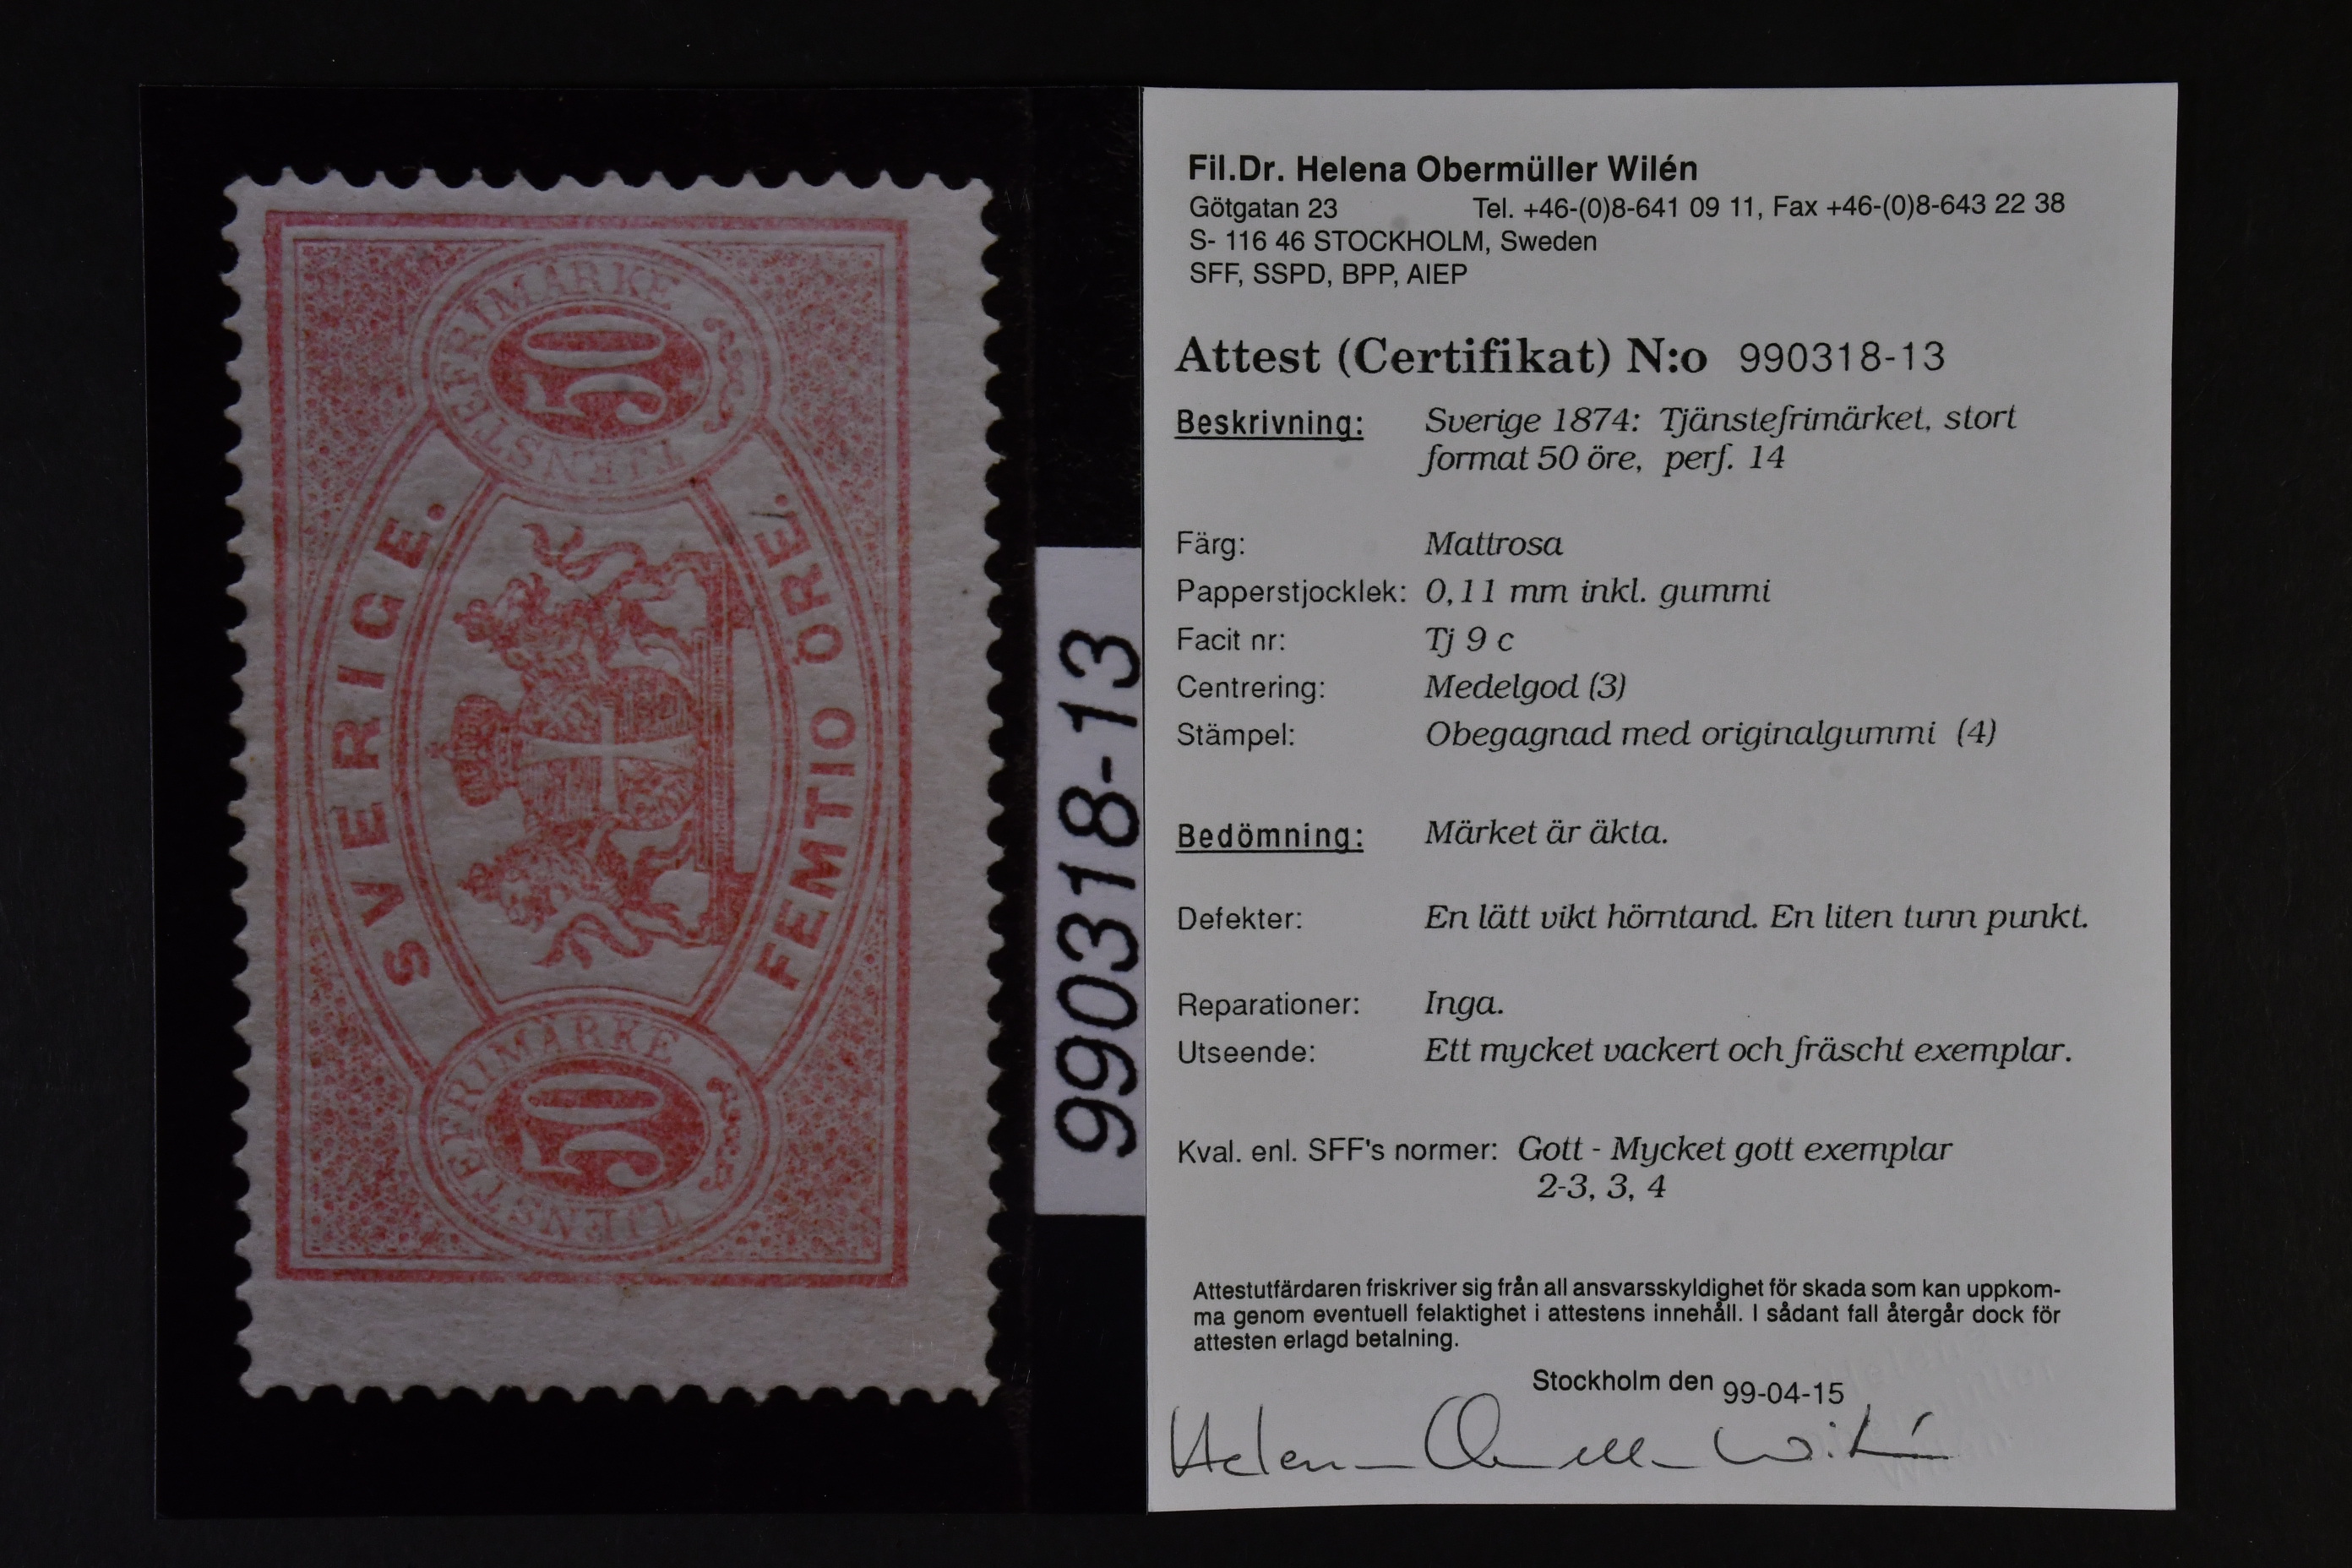 TJENSTEFRIMÄRKE
50
SVERIGE.
FEMTIO ÖRE.
TJENSTEFRIMÄRKE
50
990318-13
Fil.Dr. Helena Obermüller Wilén
Götgatan 23 Tel. +46-(0)8-641 09 11, Fax +46-(0)8-643 22 38
S- 116 46 STOCKHOLM, Sweden
SFF, SSPD, BPP, AIEP
Attest (Certifikat) N:o 990318-13
Beskrivning: Sverige 1874: Tjänstefrimärket, stort
format 50 öre, perf. 14
Färg: Mattrosa
Papperstjocklek: 0,11 mm inkl. gummi
Facit nr: Tj 9 c
Centrering: Medelgod (3)
Stämpel: Obegagnad med originalgummi (4)
Bedömning: Märket är äkta.
Defekter: En lätt vikt hörntand. En liten tunn punkt.
Reparationer: Inga.
Utseende: Ett mycket vackert och fräscht exemplar.
Kval. enl. SFF's normer: Gott - Mycket gott exemplar
2-3, 3, 4
Attestutfärdaren friskriver sig från all ansvarsskyldighet för skada som kan uppkom-
ma genom eventuell felaktighet i attestens innehåll. I sådant fall återgår dock för
attesten erlagd betalning.
Stockholm den 99-04-15